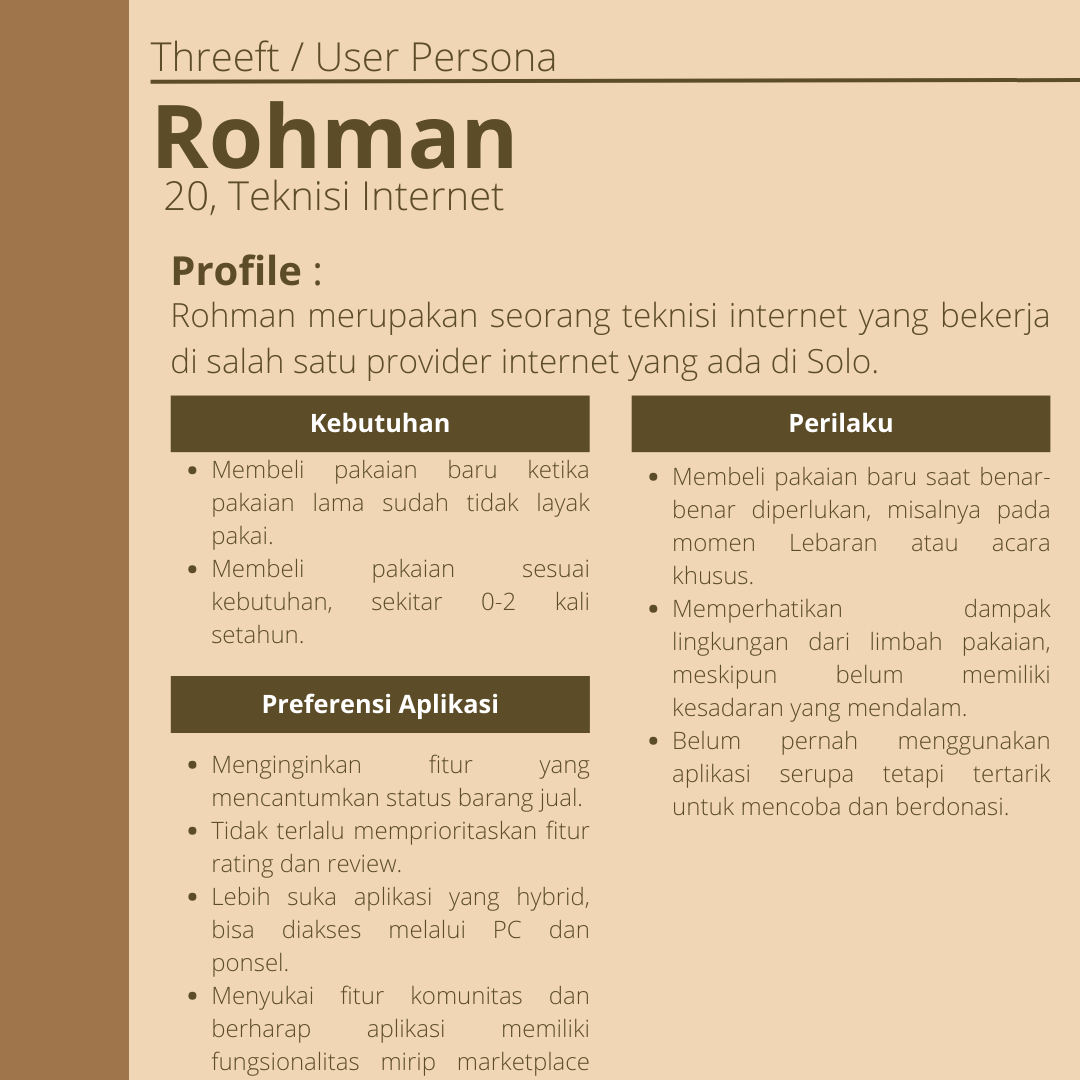 Threeft / User Persona
Rohman
20, Teknisi Internet
Profile :
Rohman merupakan seorang teknisi internet yang bekerja
di salah satu provider internet yang ada di Solo.
Kebutuhan
Membeli pakaian baru ketika
pakaian lama sudah tidak layak
pakai.
Membeli pakaian sesuai
kebutuhan, sekitar 0-2 kali
setahun.
Preferensi Aplikasi
Menginginkan fitur yang
mencantumkan status barang jual.
Tidak terlalu memprioritaskan fitur
rating dan review.
Lebih suka aplikasi yang hybrid,
bisa diakses melalui PC dan
ponsel.
Menyukai fitur komunitas dan
berharap aplikasi memiliki
fungsionalitas mirip marketplace
Perilaku
Membeli pakaian baru saat benar-
benar diperlukan, misalnya pada
momen Lebaran atau acara
khusus.
Memperhatikan dampak
lingkungan dari limbah pakaian,
meskipun belum memiliki
kesadaran yang mendalam.
Belum pernah menggunakan
aplikasi serupa tetapi tertarik
untuk mencoba dan berdonasi.